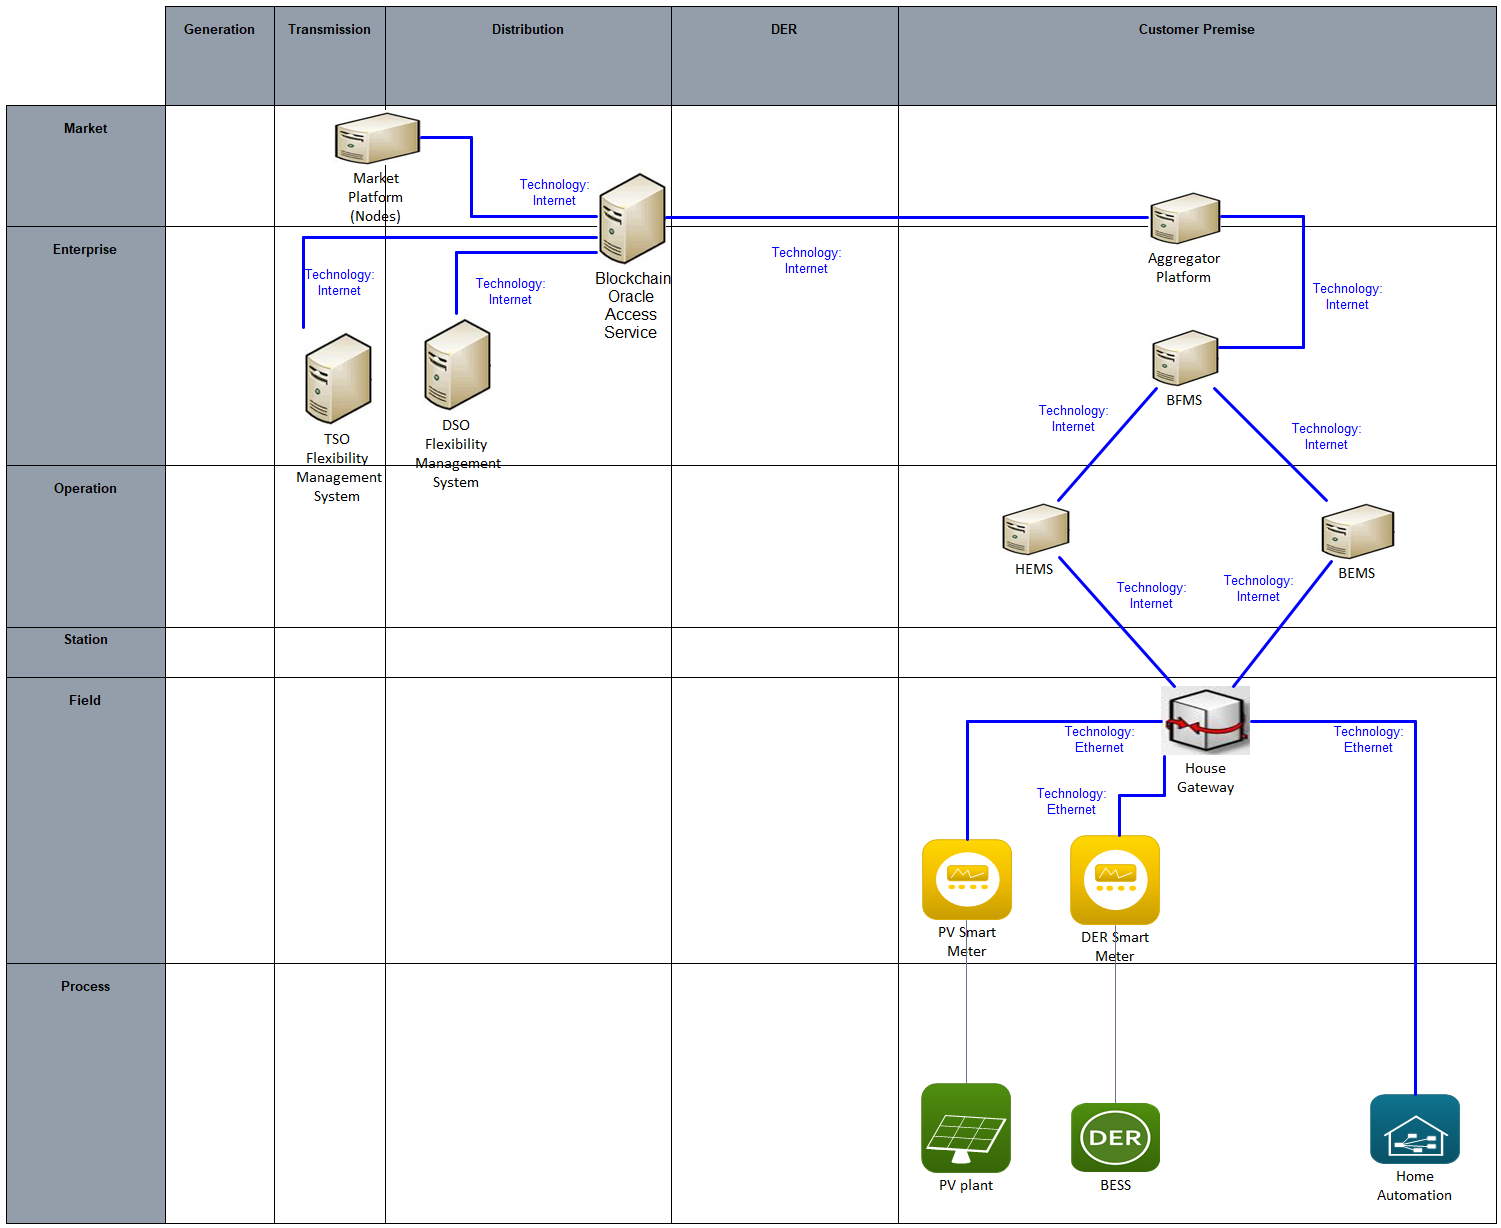 Generation
Transmission
Distribution
DER
Customer Premise
Market
Market
Platform
(Nodes)
Technology:
Internet
Enterprise
Technology:
Internet
Technology:
Internet
Blockchain
Oracle
Access
Service
Technology:
Internet
Aggregator
Platform
Technology:
Internet
TSO
Flexibility
Management
System
DSO
Flexibility
Management
System
BFMS
Technology:
Internet
Technology:
Internet
Operation
HEMS
BEMS
Technology:
Internet
Technology:
Internet
Station
Field
Technology:
Ethernet
Technology:
Ethernet
House
Gateway
Technology:
Ethernet
PV Smart
Meter
DER Smart
Meter
Process
PV plant
DER
BESS
Home
Automation